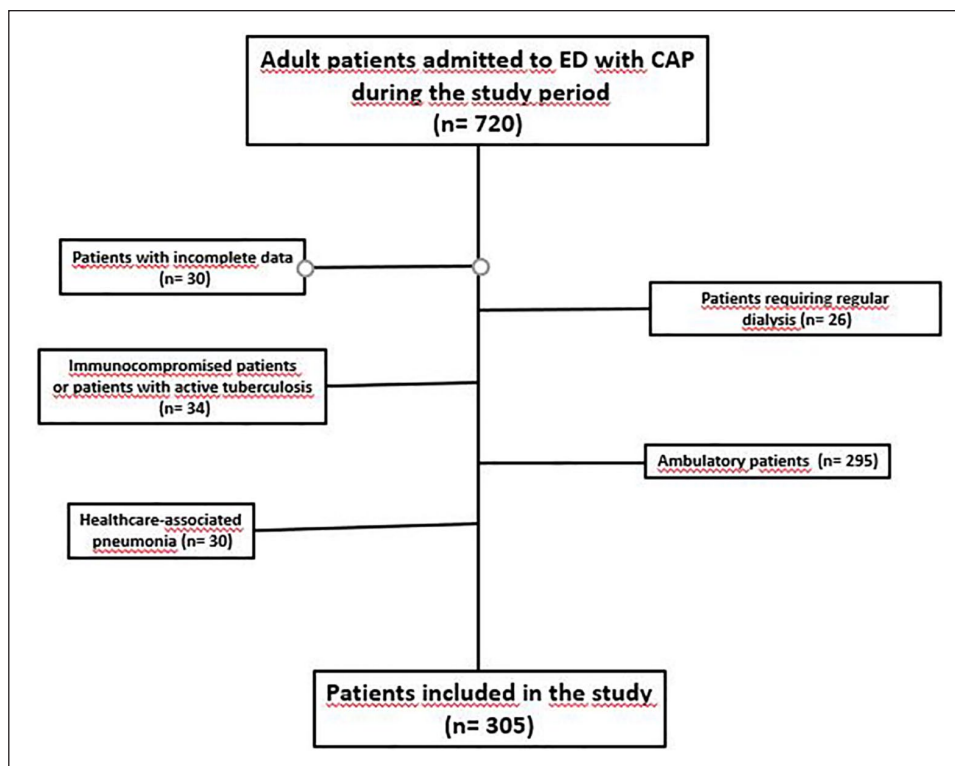 Adult patients admitted to ED with CAP
during the study period
(n= 720)
Patients with incomplete data
(n= 30)
Patients requiring regular
dialysis (n= 26)
Immunocompromised patients
or patients with active tuberculosis
(n= 34)
Ambulatory patients (n= 295)
Healthcare-associated
pneumonia (n= 30)
Patients included in the study
(n= 305)